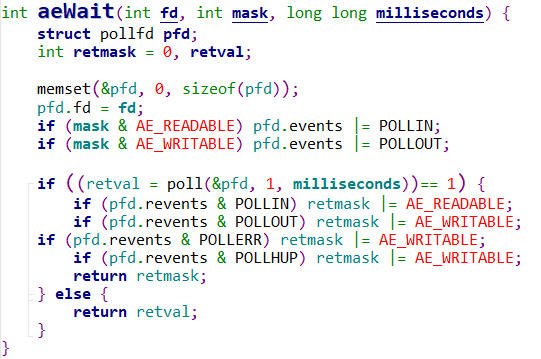 int aeWait(int fd, int mask, long long milliseconds) {
    struct pollfd pfd;
    int retmask = 0, retval;

    memset(&pfd, 0, sizeof(pfd));
    pfd.fd = fd;
    if (mask & AE_READABLE) pfd.events |= POLLIN;
    if (mask & AE_WRITABLE) pfd.events |= POLLOUT;

    if ((retval = poll(&pfd, 1, milliseconds))== 1) {
        if (pfd.revents & POLLIN) retmask |= AE_READABLE;
        if (pfd.revents & POLLOUT) retmask |= AE_WRITABLE;
    if (pfd.revents & POLLERR) retmask |= AE_WRITABLE;
        if (pfd.revents & POLLHUP) retmask |= AE_WRITABLE;
        return retmask;
    } else {
        return retval;
    }
}